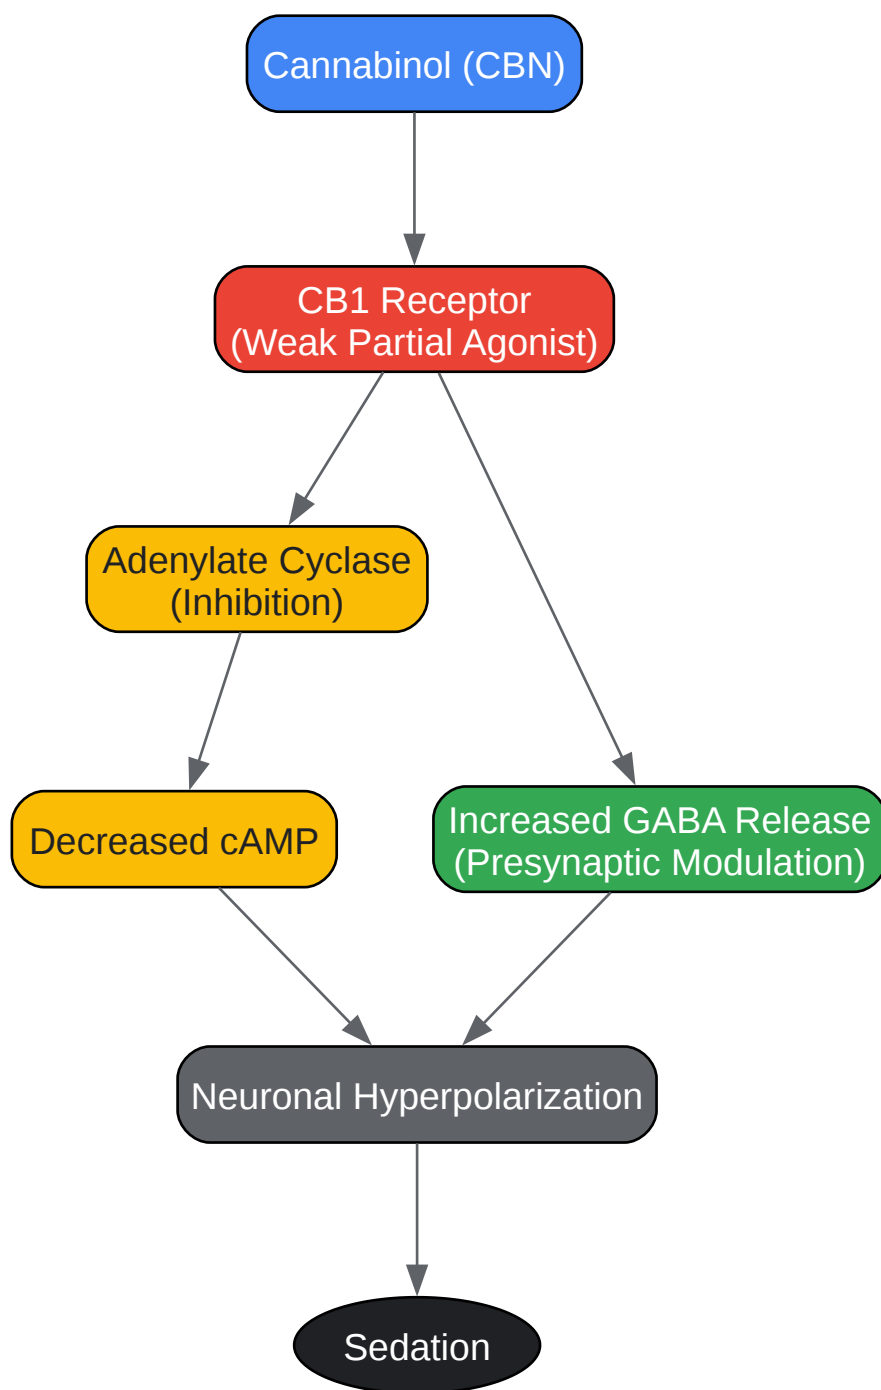 Cannabinol (CBN)
CB1 Receptor
(Weak Partial Agonist)
Adenylate Cyclase
(Inhibition)
Decreased cAMP
Increased GABA Release
(Presynaptic Modulation)
Neuronal Hyperpolarization
Sedation